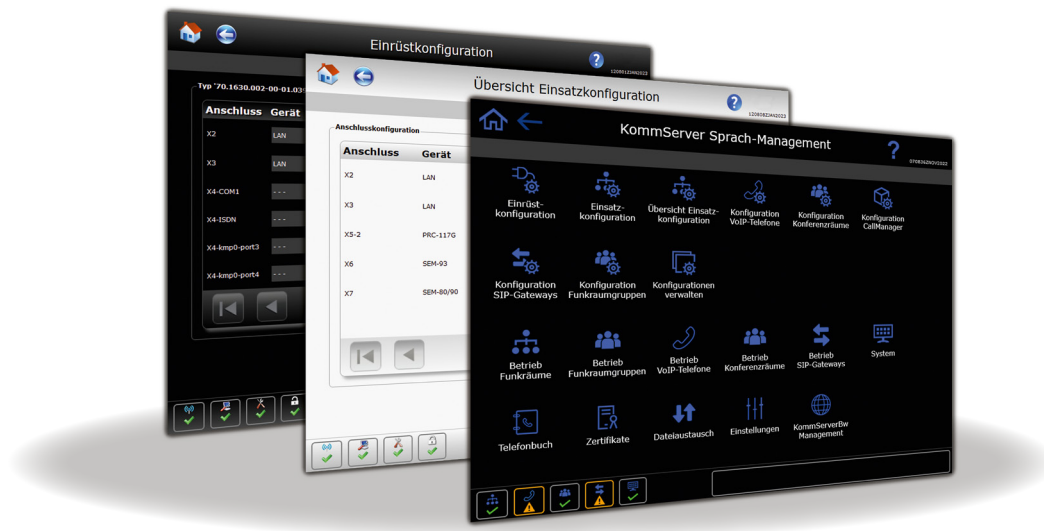 Einrüstkonfiguration
?
120801ZJAN2023
Typ '70.1630.002-00-01.039
Anschluss Gerät
X2 LAN
X3 LAN
X4-COM1 ---
X4-ISDN ---
X4-kmp0-port3 ---
X4-kmp0-port4 ---
Übersicht Einsatzkonfiguration
?
120808ZJAN2023
Anschlusskonfiguration
Anschluss Gerät
X2 LAN
X3 LAN
X5-2 PRC-117G
X6 SEM-93
X7 SEM-80/90
KommServer Sprach-Management
?
070836ZNOV2022
Einrüst-
konfiguration
Einsatz-
konfiguration
Übersicht Einsatz-
konfiguration
Konfiguration
VoIP-Telefone
Konfiguration
Konferenzräume
Konfiguration
CallManager
Konfiguration
SIP-Gateways
Konfiguration
Funkraumgruppen
Konfigurationen
verwalten
Betrieb
Funkräume
Betrieb
Funkraumgruppen
Betrieb
VoIP-Telefone
Betrieb
Konferenzräume
Betrieb
SIP-Gateways
System
Telefonbuch
Zertifikate
Dateiaustausch
Einstellungen
KommServerBw
Management